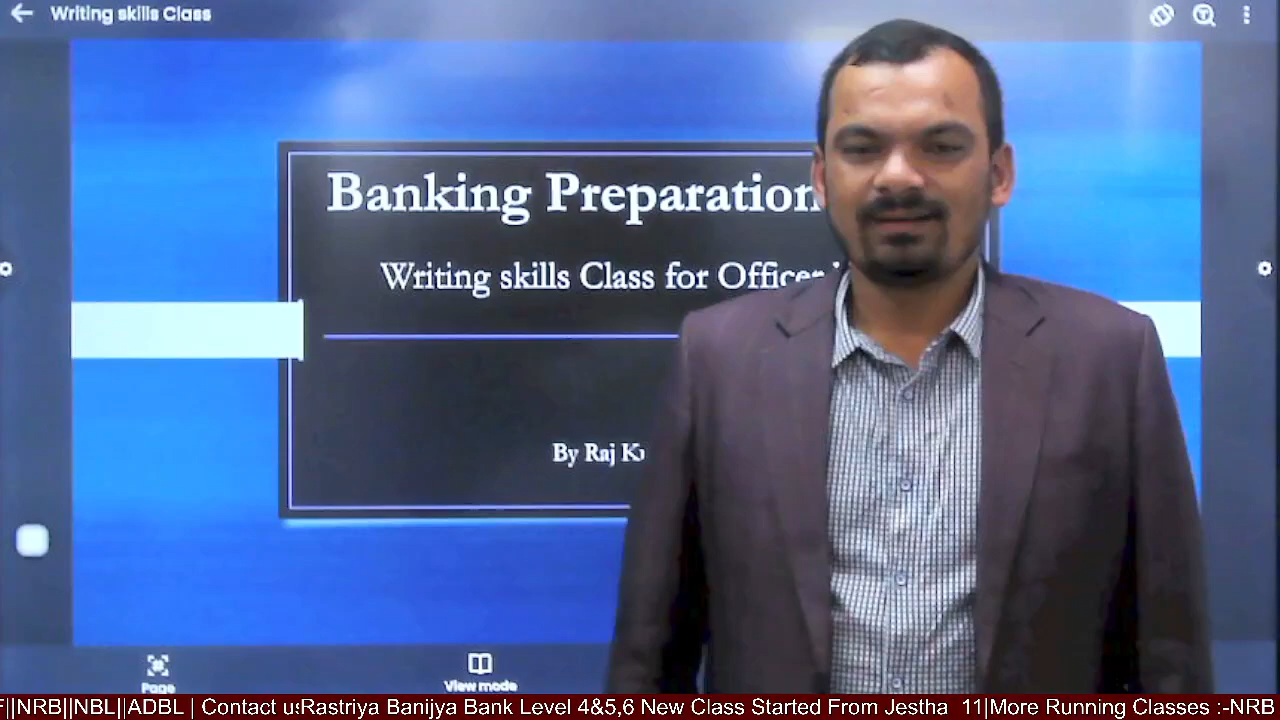 Writing skills Class
Banking Preparation
Writing skills Class for Officer
By Raj
Page
View mode
||NRB||NBL||ADBL | Contact Rastriya Banijya Bank Level 4&5,6 New Class Started From Jestha 11|More Running Classes :-NRB